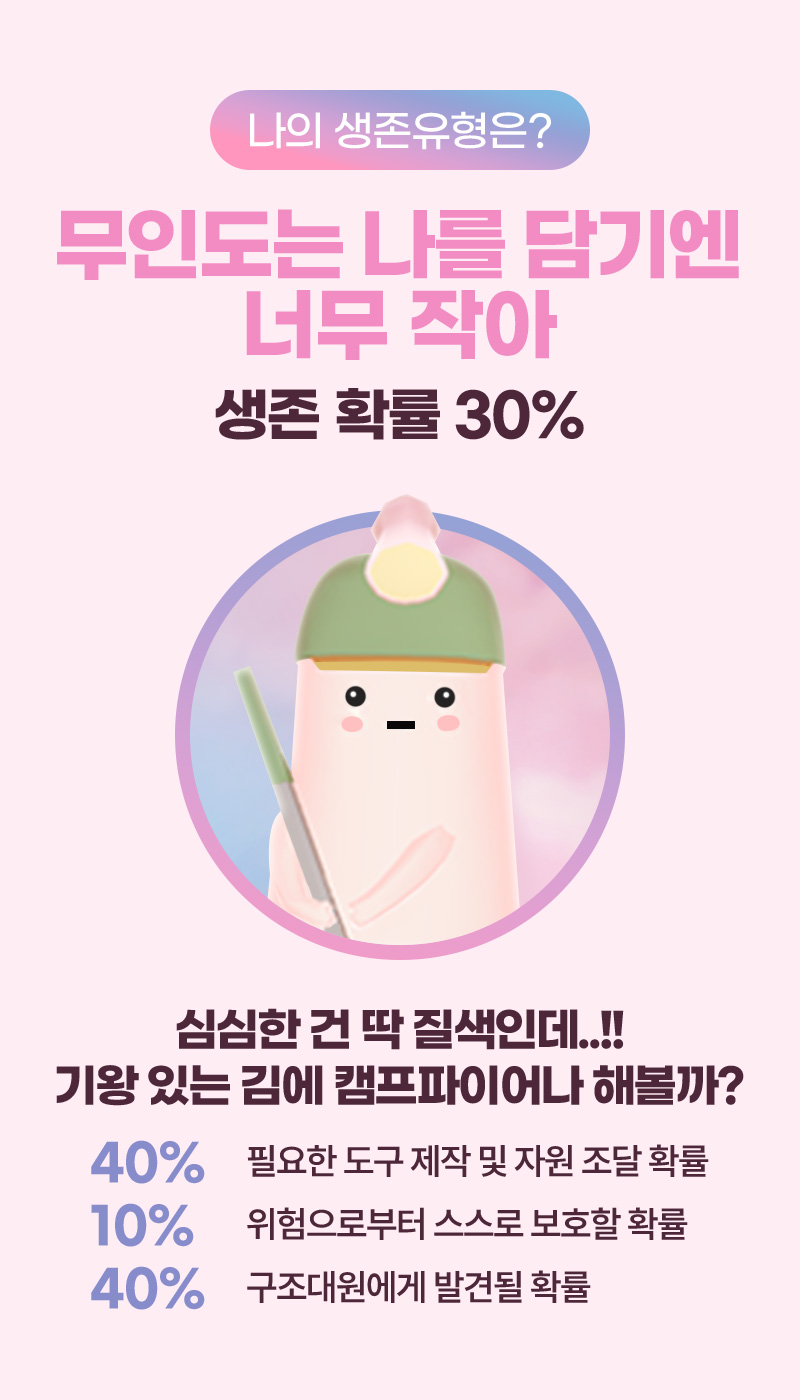 나의 생존유형은?
무인도는 나를 담기엔
너무 작아
생존 확률 30%
심심한 건 딱 질색인데..!!
기왕 있는 김에 캠프파이어나 해볼까?
40% 필요한 도구 제작 및 자원 조달 확률
10% 위험으로부터 스스로 보호할 확률
40% 구조대원에게 발견될 확률